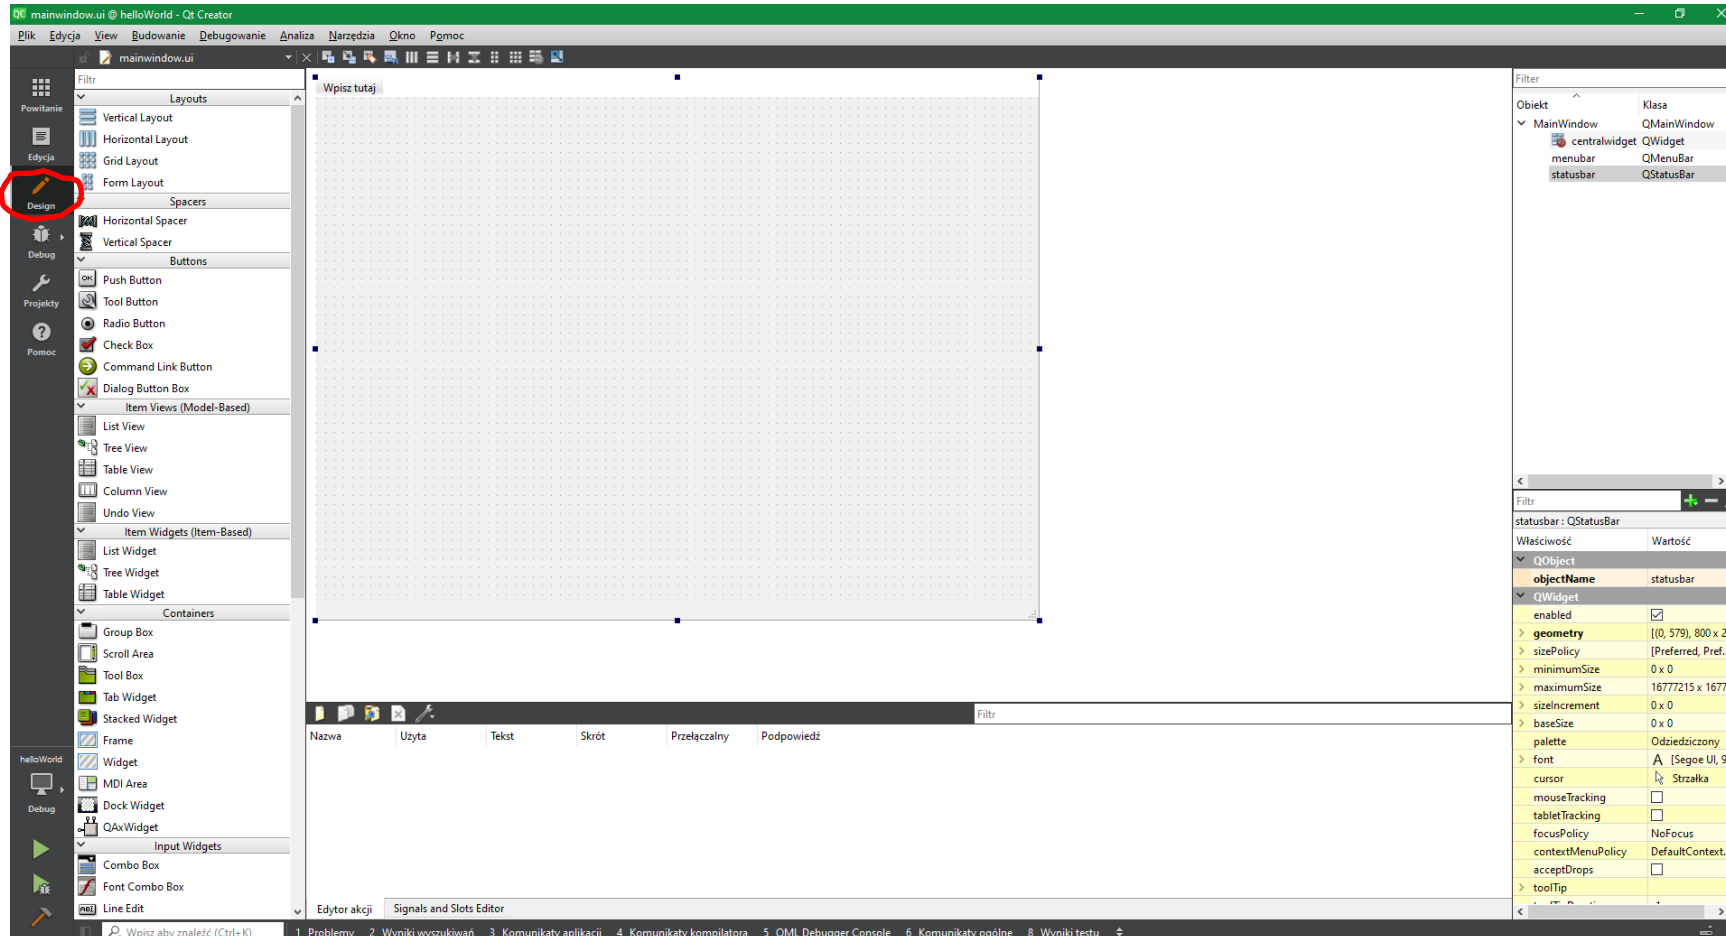 QC mainwindow.ui @ helloWorld - Qt Creator
Plik Edycja View Budowanie Debugowanie Analiza Narzędzia Okno Pomoc
mainwindow.ui
Powitanie
Edycja
Design
Debug
Projekty
Pomoc
helloWorld
Debug
Filtr
Layouts
Vertical Layout
Horizontal Layout
Grid Layout
Form Layout
Spacers
Horizontal Spacer
Vertical Spacer
Buttons
OK Push Button
Tool Button
Radio Button
Check Box
Command Link Button
Dialog Button Box
Item Views (Model-Based)
List View
Tree View
Table View
Column View
Undo View
Item Widgets (Item-Based)
List Widget
Tree Widget
Table Widget
Containers
Group Box
Scroll Area
Tool Box
Tab Widget
Stacked Widget
Frame
Widget
MDI Area
Dock Widget
QAxWidget
Input Widgets
Combo Box
Font Combo Box
Line Edit
Wpisz tutaj
Filtr
Nazwa Użyta Tekst Skrót Przełączalny Podpowiedź
Edytor akcji Signals and Slots Editor
Filter
Obiekt Klasa
MainWindow QMainWindow
centralwidget QWidget
menubar QMenuBar
statusbar QStatusBar
Filtr
statusbar : QStatusBar
Właściwość Wartość
QObject
objectName statusbar
QWidget
enabled
geometry [(0, 579), 800 x 2
sizePolicy [Preferred, Pref...
minimumSize 0 x 0
maximumSize 16777215 x 1677
sizeIncrement 0 x 0
baseSize 0 x 0
palette Odziedziczony
font A [Segoe UI, 9
cursor Strzałka
mouseTracking
tabletTracking
focusPolicy NoFocus
contextMenuPolicy DefaultContext...
acceptDrops
toolTip
Wpisz aby znaleźć (Ctrl+K) 1 Problemy 2 Wyniki wyszukiwań 3 Komunikaty aplikacji 4 Komunikaty kompilatora 5 QML Debugger Console 6 Komunikaty ogólne 8 Wyniki testu